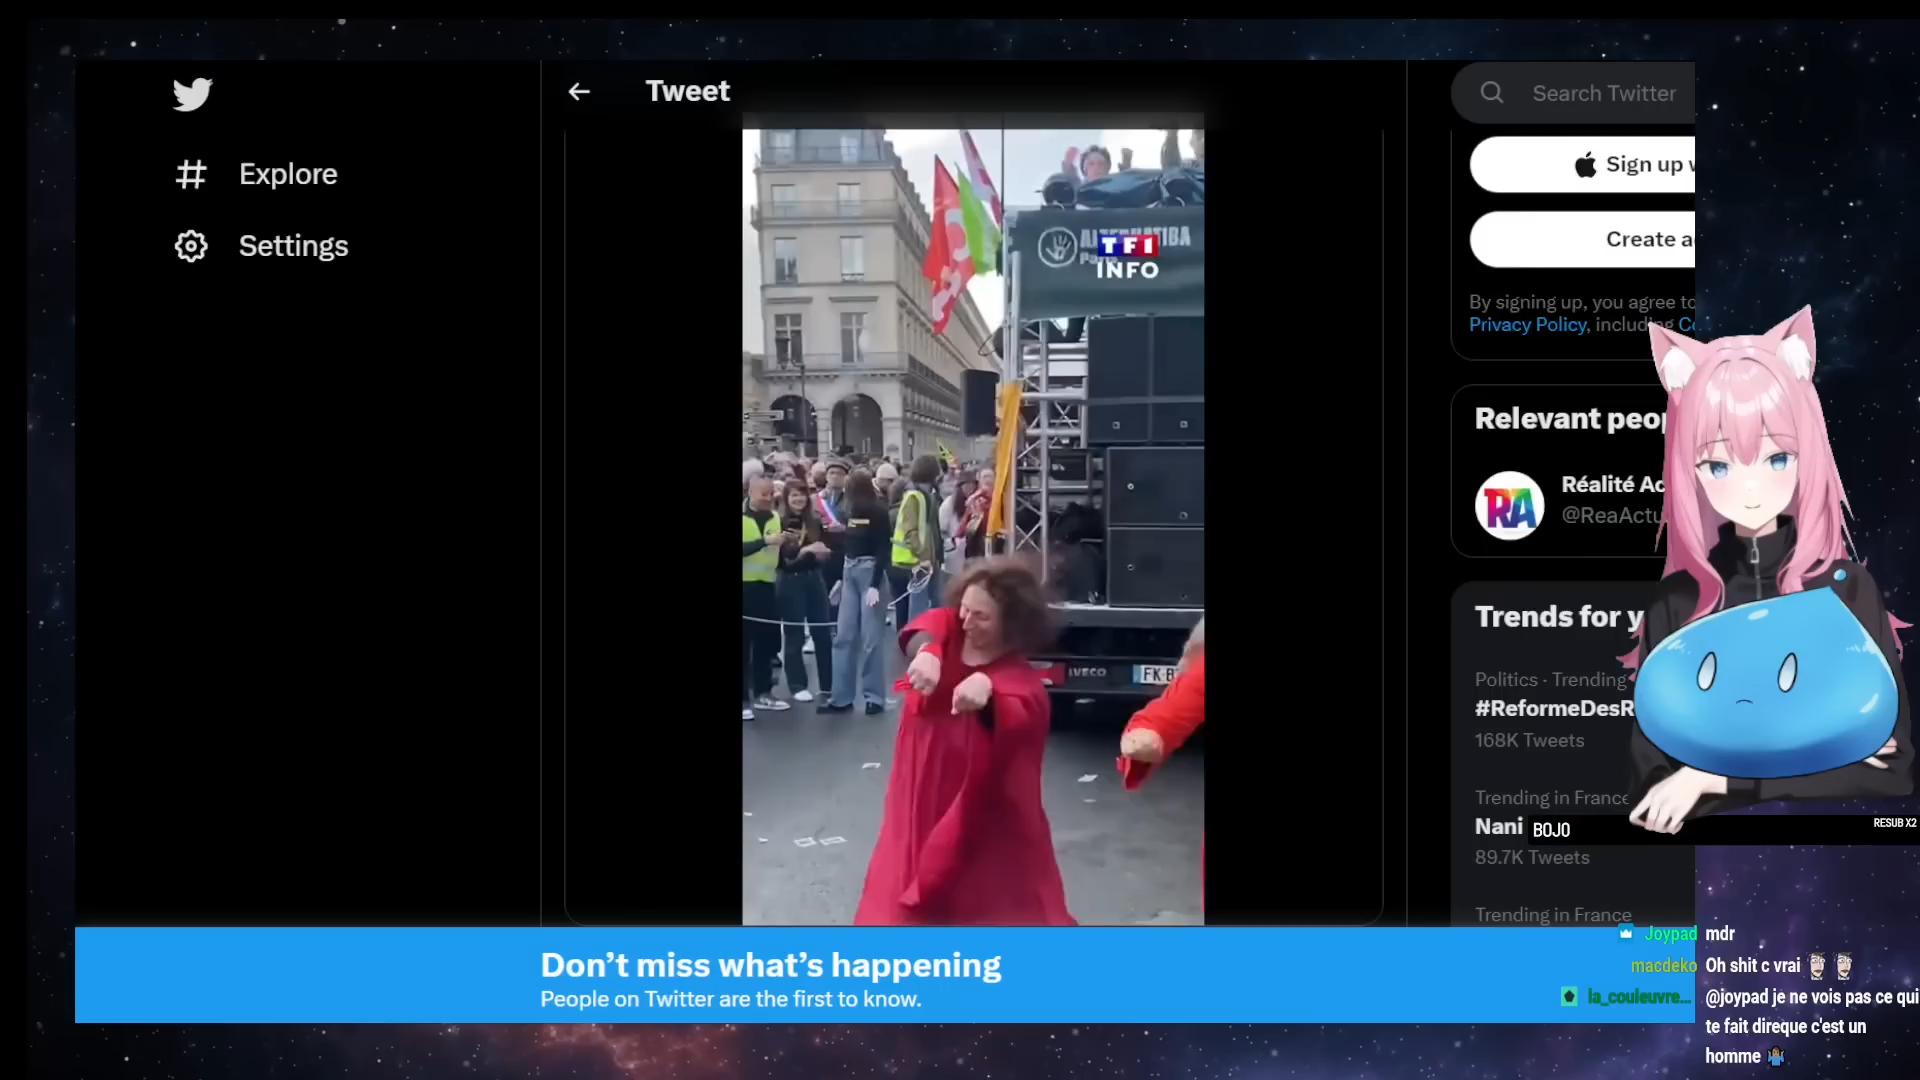 Tweet
Search Twitter
Explore
Settings
Sign up
Create a
By signing up, you agree to
Privacy Policy, including
TF1
INFO
Relevant peo
Réalité Ac
@ReaActu
Trends for y
Politics · Trending
#ReformeDesR
168K Tweets
Trending in France
Nani
89.7K Tweets
BOJO
RESUB X2
Trending in France
IVECO
FK
Don't miss what's happening
People on Twitter are the first to know.
Joypad mdr
macdeko Oh shit c vrai
la_couleuvre... @joypad je ne vois pas ce qui
te fait direque c'est un
homme